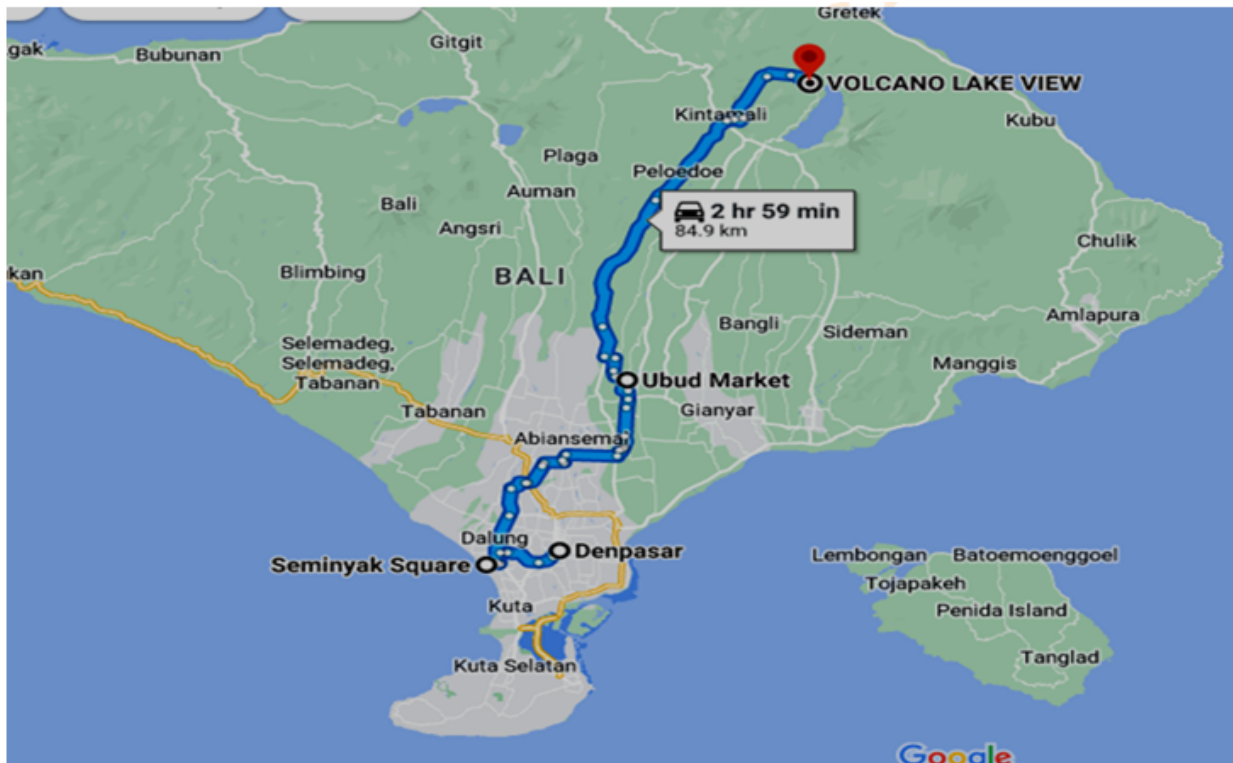 Gretek
gak
Bubunan
Gitgit
VOLCANO LAKE VIEW
Kintamali
Kubu
Plaga
Peloedoe
Auman
Bali
2 hr 59 min
84.9 km
Angsri
Chulik
kan
Blimbing
BALI
Bangli
Amlapura
Sideman
Selemadeg,
Selemadeg,
Tabanan
Manggis
Ubud Market
Tabanan
Gianyar
Abiansemal
Dalung
Denpasar
Seminyak Square
Lembongan
Batoemoenggoel
Tojapakeh
Kuta
Penida Island
Kuta Selatan
Tanglad
Google